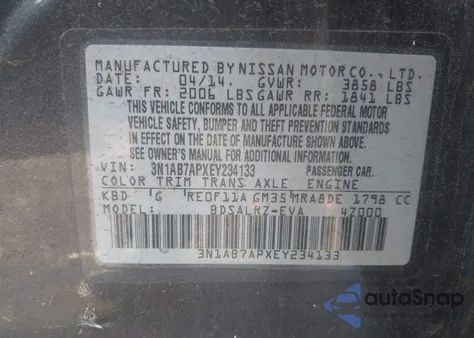 MANUFACTURED BY NISSAN MOTOR CO., LTD.
DATE: 04/14. GVWR: 3858 LBS
GAWR FR: 2006 LBS GAWR RR: 1841 LBS
THIS VEHICLE CONFORMS TO ALL APPLICABLE FEDERAL MOTOR
VEHICLE SAFETY, BUMPER AND THEFT PREVENTION STANDARDS
IN EFFECT ON THE DATE OF MANUFACTURE SHOWN ABOVE.
SEE OWNER'S MANUAL FOR ADDITIONAL INFORMATION.
VIN: 3N1AB7APXEY234133 PASSENGER CAR
COLOR TRIM TRANS AXLE ENGINE
KBD G RE0F11A GM35 MRA8DE 1798 CC
MODEL: BDSALRZ-EVA 4Z000
3N1AB7APXEY234133
autoSnap